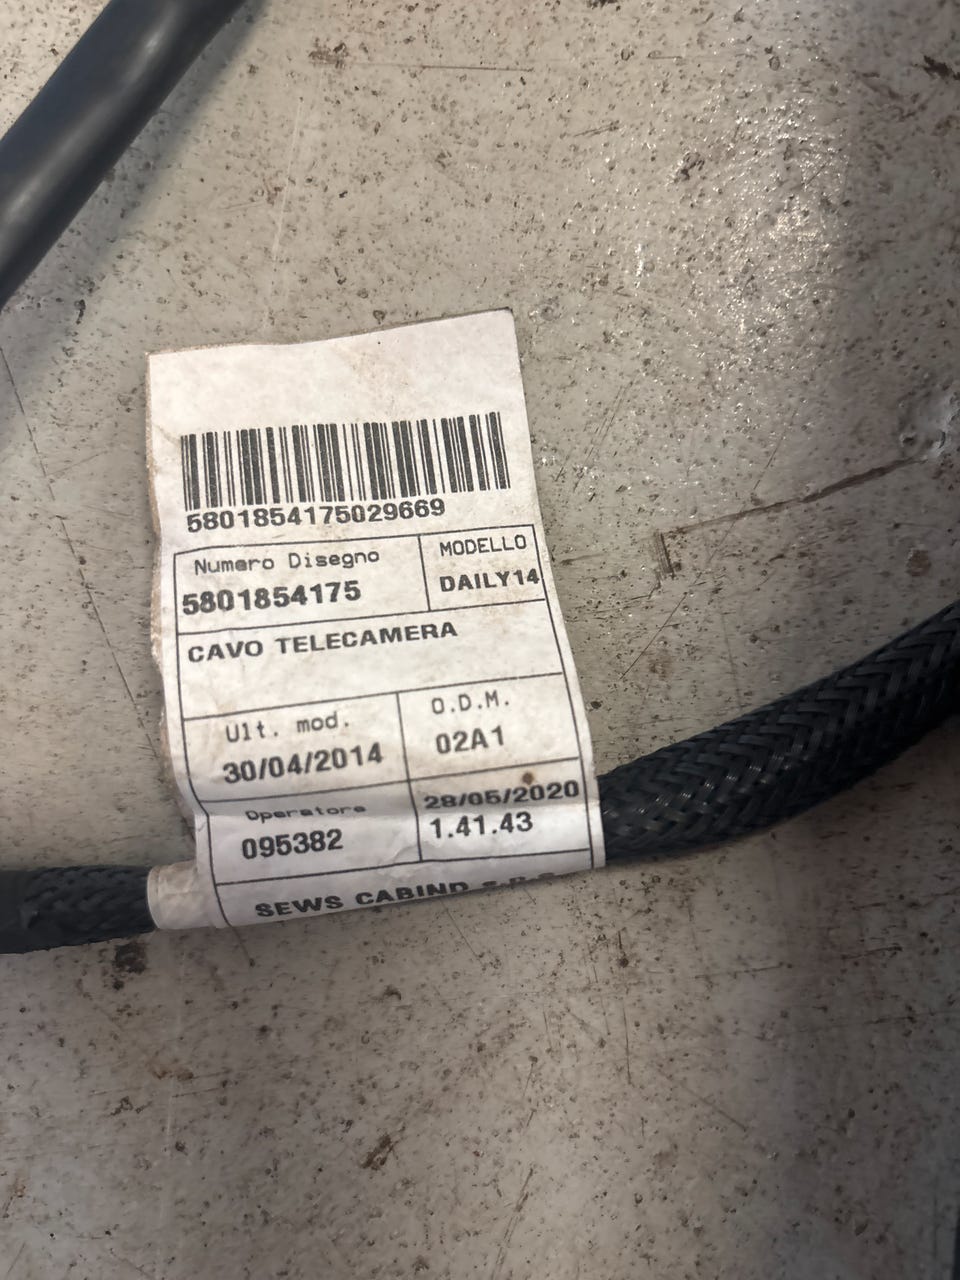 5801854175029669
Numero Disegno
5801854175
MODELLO
DAILY14
CAVO TELECAMERA
Ult. mod.
30/04/2014
O.D.M.
02A1
Operatore
095382
28/05/2020
1.41.43
SEWS CABIND